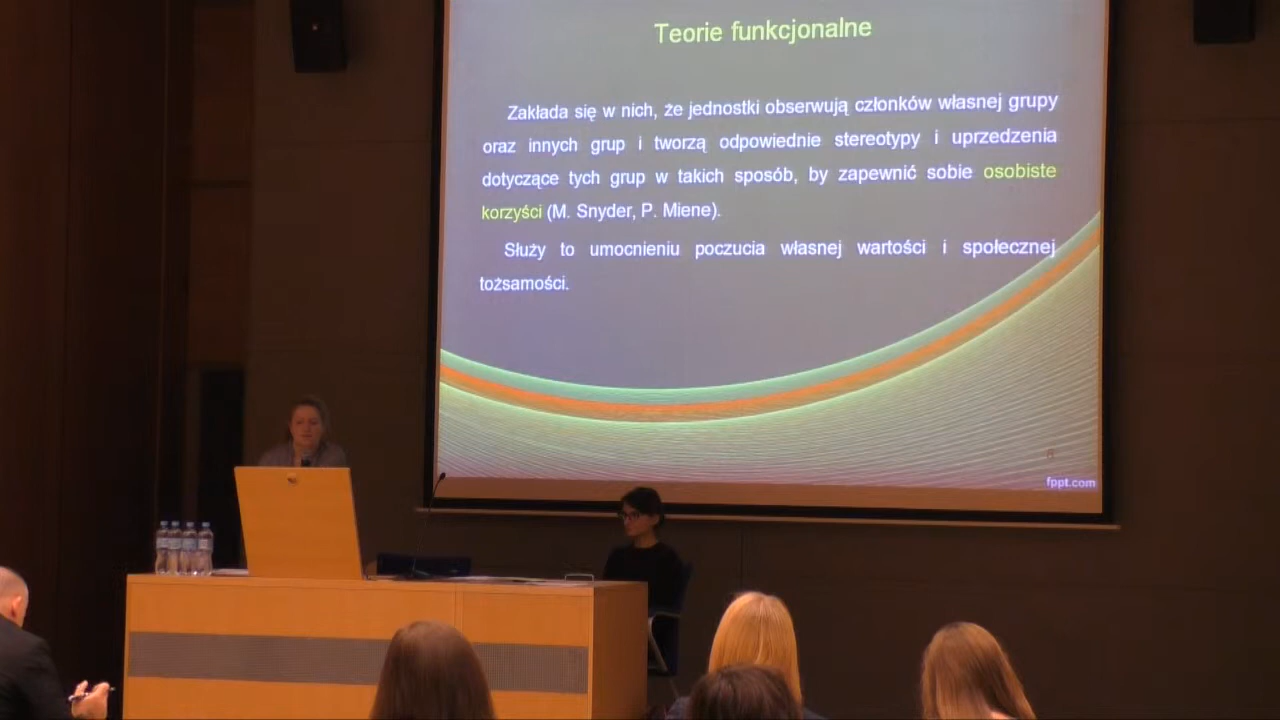 Teorie funkcjonalne
Zakłada się w nich, że jednostki obserwują członków własnej grupy
oraz innych grup i tworzą odpowiednie stereotypy i uprzedzenia
dotyczące tych grup w takich sposób, by zapewnić sobie osobiste
korzyści (M. Snyder, P. Miene).
Służy to umocnieniu poczucia własnej wartości i społecznej
tożsamości.
fppt.com